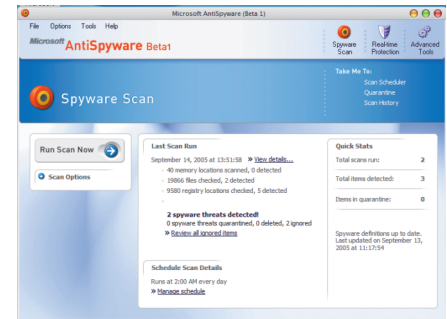 Microsoft AntiSpyware (Beta 1)
File Options Tools Help
Microsoft AntiSpyware Beta1
Spyware Scan
Real-time Protection
Advanced Tools
Spyware Scan
Take Me To:
Scan Scheduler
Quarantine
Scan History
Run Scan Now
Scan Options
Last Scan Run
September 14, 2005 at 13:51:58 » View details...
- 40 memory locations scanned, 0 detected
- 19866 files checked, 2 detected
- 9580 registry locations checked, 5 detected
-
2 spyware threats detected!
0 spyware threats quarantined, 0 deleted, 2 ignored
» Review all ignored items
Schedule Scan Details
Runs at 2:00 AM every day
» Manage schedule
Quick Stats
Total scans run: 2
Total items detected: 3
Items in quarantine: 0
Spyware definitions up to
date.
Last updated on September
13, 2005 at 11:17:54